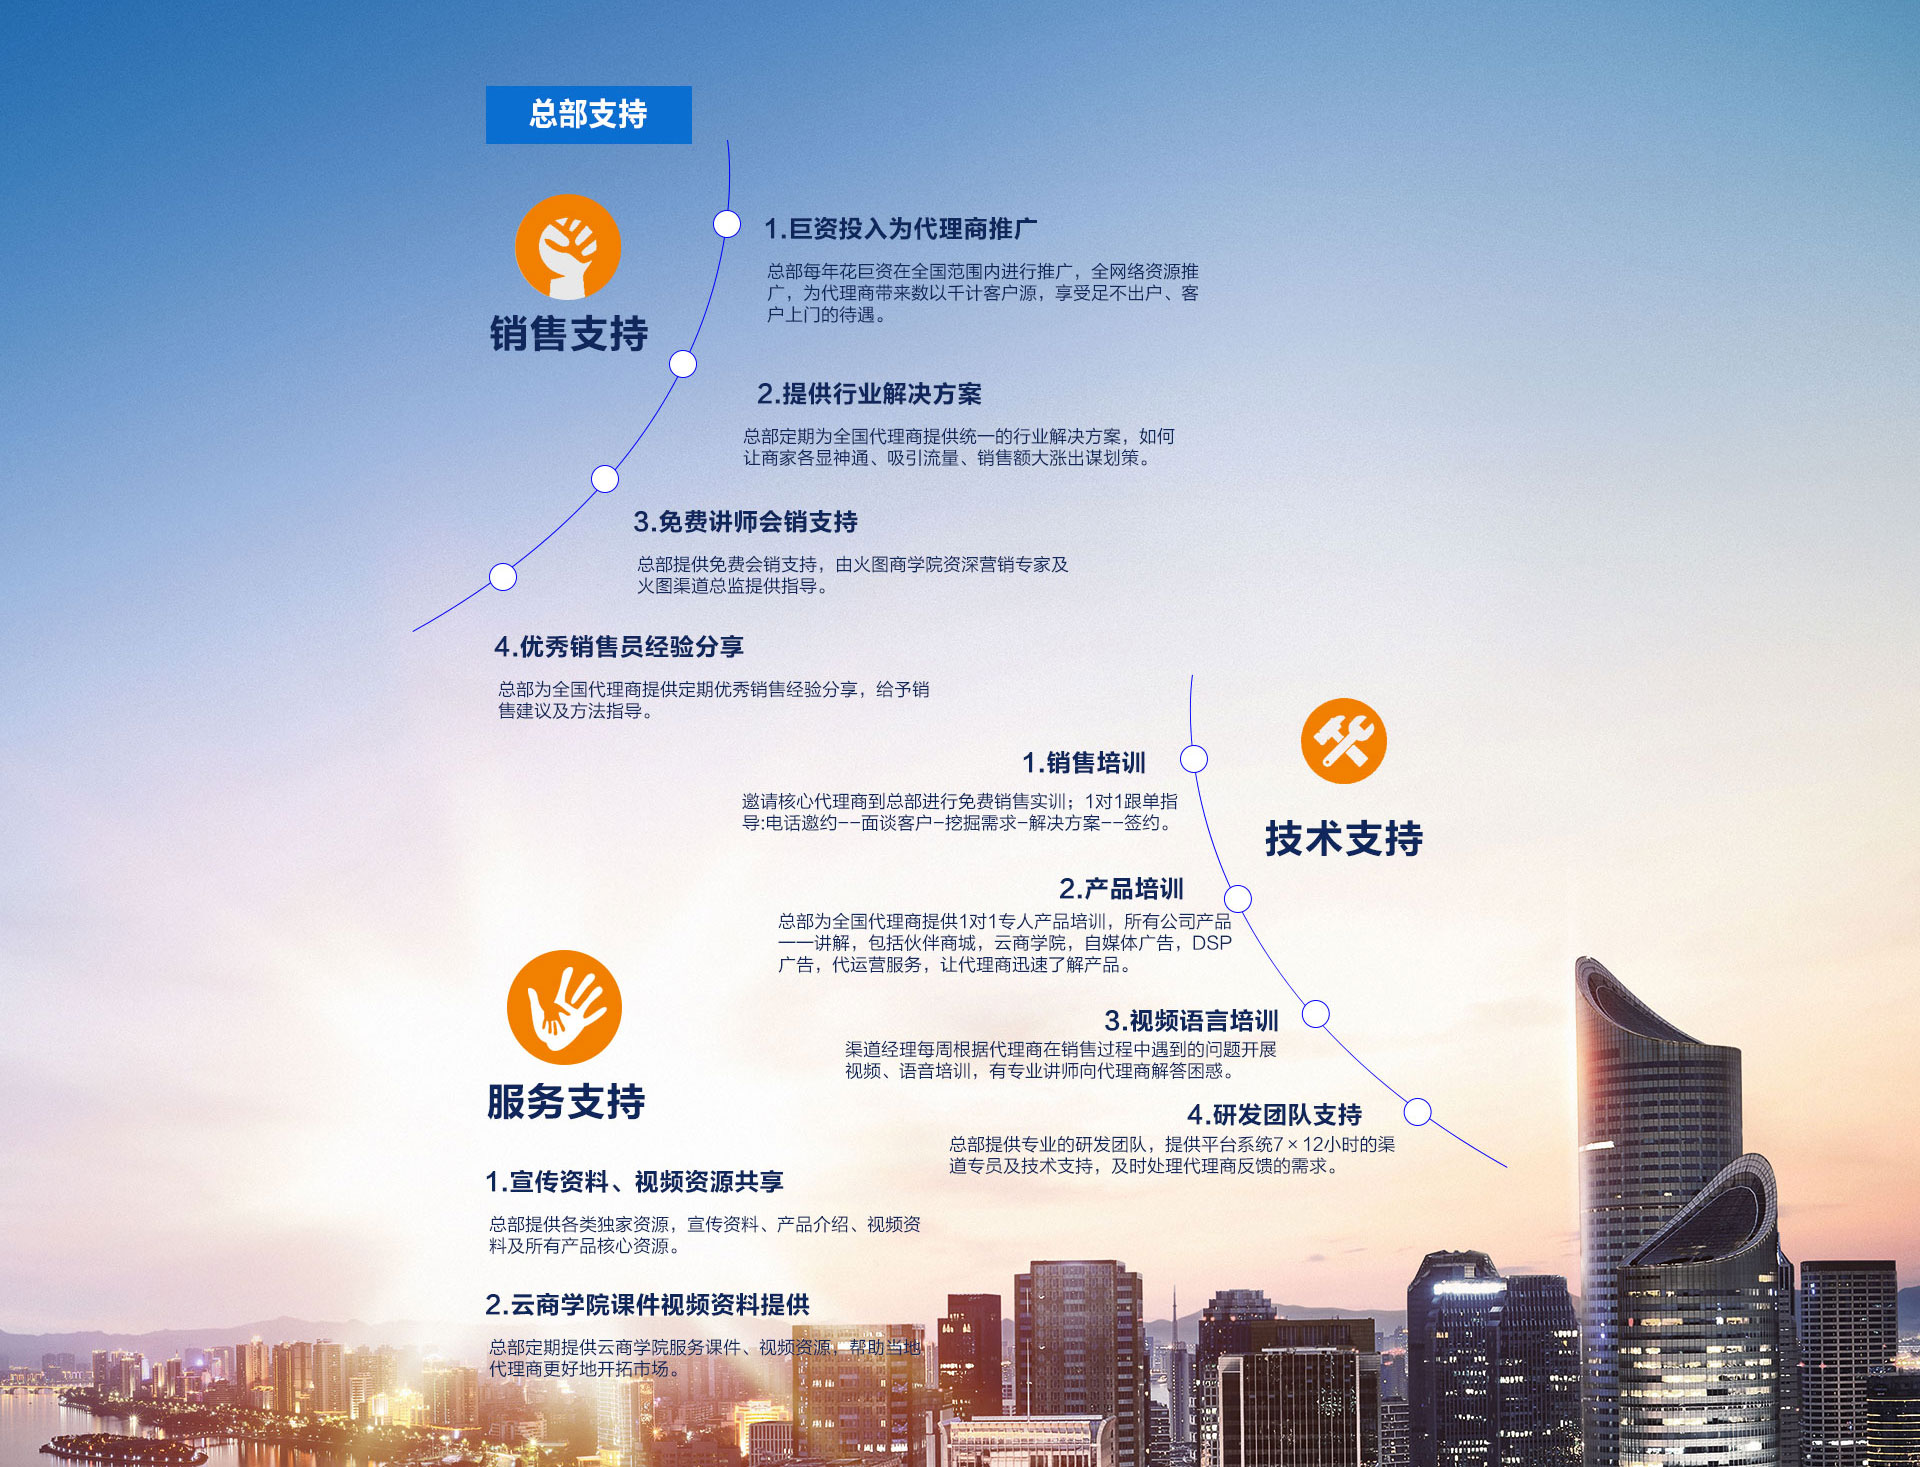 总部支持
销售支持
1.巨资投入为代理商推广
总部每年花巨资在全国范围内进行推广，全网络资源推
广，为代理商带来数以千计客户源，享受足不出户、客
户上门的待遇。
2.提供行业解决方案
总部定期为全国代理商提供统一的行业解决方案，如何
让商家各显神通、吸引流量、销售额大涨出谋划策。
3.免费讲师会销支持
总部提供免费会销支持，由火图商学院资深营销专家及
火图渠道总监提供指导。
4.优秀销售员经验分享
总部为全国代理商提供定期优秀销售经验分享，给予销
售建议及方法指导。
技术支持
1.销售培训
邀请核心代理商到总部进行免费销售实训；1对1跟单指
导:电话邀约--面谈客户-挖掘需求-解决方案--签约。
2.产品培训
总部为全国代理商提供1对1专人产品培训，所有公司产品
一一讲解，包括伙伴商城，云商学院，自媒体广告，DSP
广告，代运营服务，让代理商迅速了解产品。
3.视频语言培训
渠道经理每周根据代理商在销售过程中遇到的问题开展
视频、语音培训，有专业讲师向代理商解答困惑。
4.研发团队支持
总部提供专业的研发团队，提供平台系统7×12小时的渠
道专员及技术支持，及时处理代理商反馈的需求。
服务支持
1.宣传资料、视频资源共享
总部提供各类独家资源，宣传资料、产品介绍、视频资
料及所有产品核心资源。
2.云商学院课件视频资料提供
总部定期提供云商学院服务课件、视频资源，帮助当地
代理商更好地开拓市场。